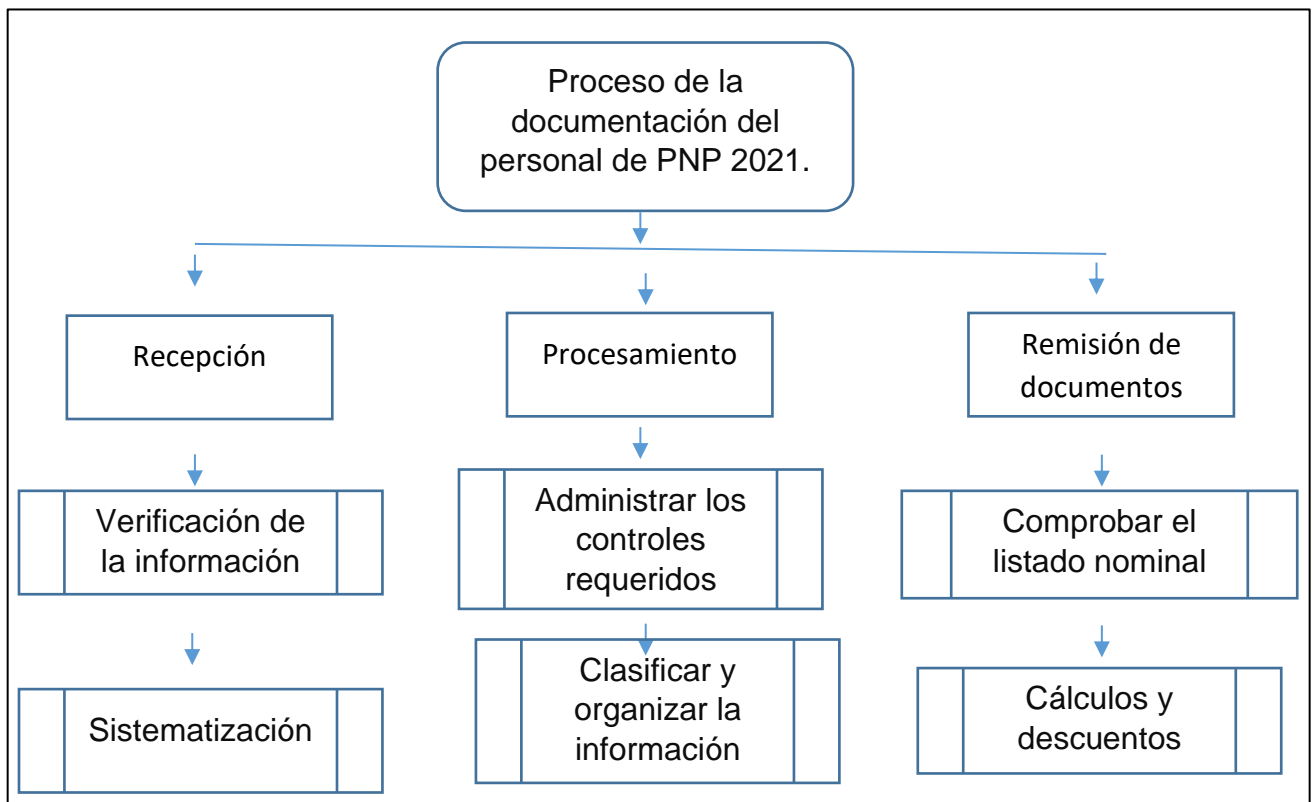 Proceso de la
documentación del
personal de PNP 2021.
Recepción
Procesamiento
Remisión de
documentos
Verificación de
la información
Administrar los
controles
requeridos
Comprobar el
listado nominal
Sistematización
Clasificar y
organizar la
información
Cálculos y
descuentos